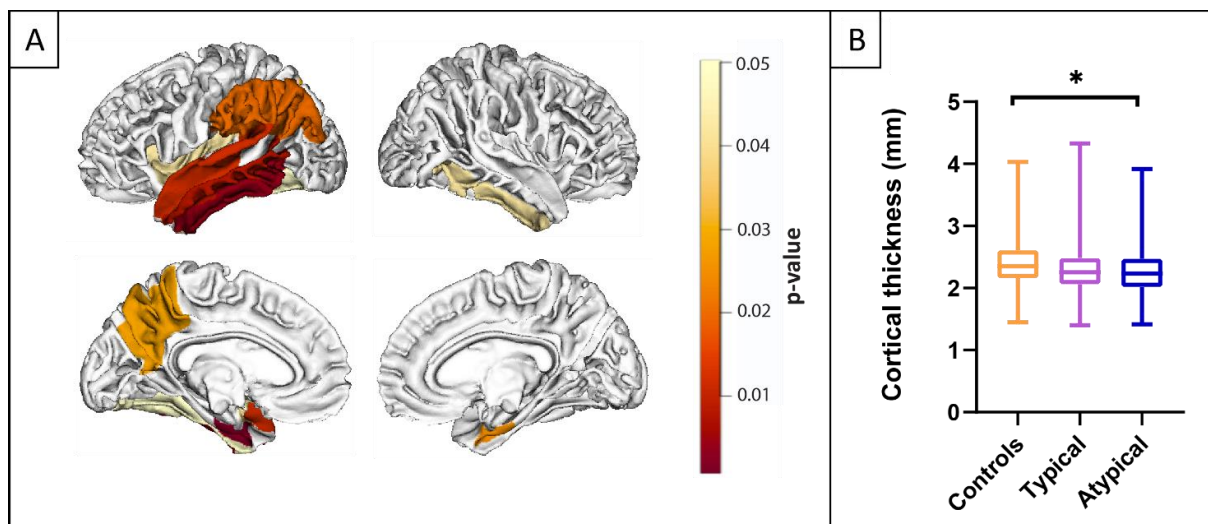 A
0.05
0.04
0.03
0.02
0.01
p-value
B
*
Cortical thickness (mm)
5
4
3
2
1
0
Controls
Typical
Atypical